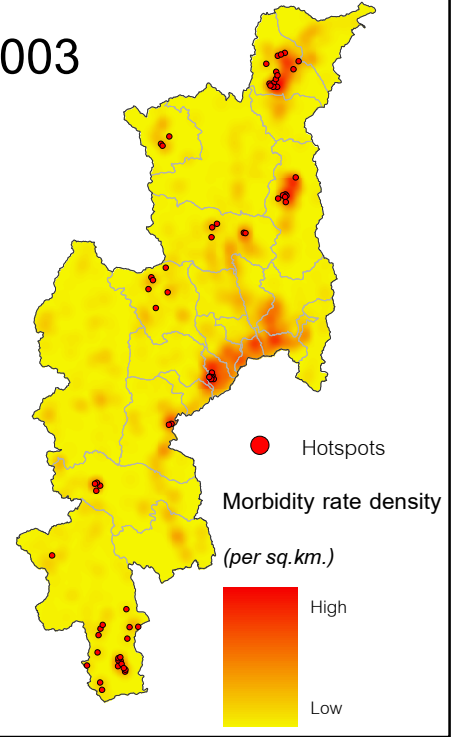 003
Hotspots
Morbidity rate density
(per sq.km.)
High
Low